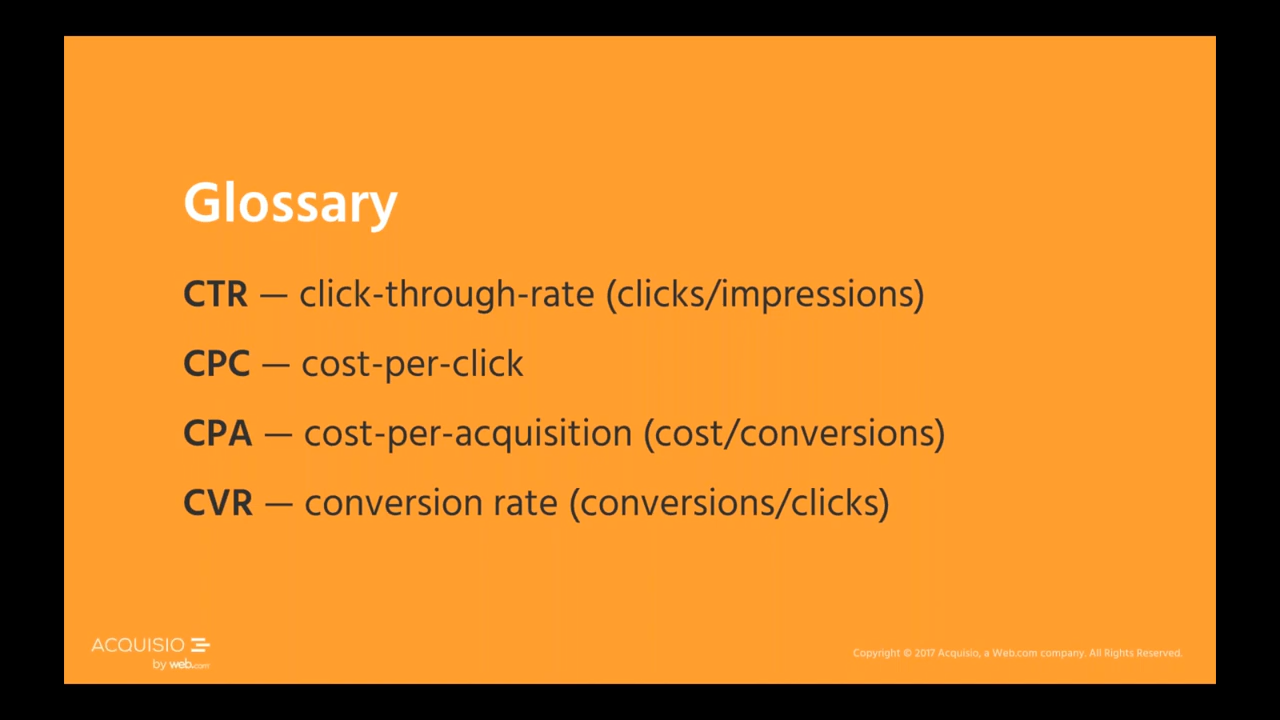 Glossary
CTR — click-through-rate (clicks/impressions)
CPC — cost-per-click
CPA — cost-per-acquisition (cost/conversions)
CVR — conversion rate (conversions/clicks)
ACQUISIO
by web.com
Copyright © 2017 Acquisio, a Web.com company. All Rights Reserved.